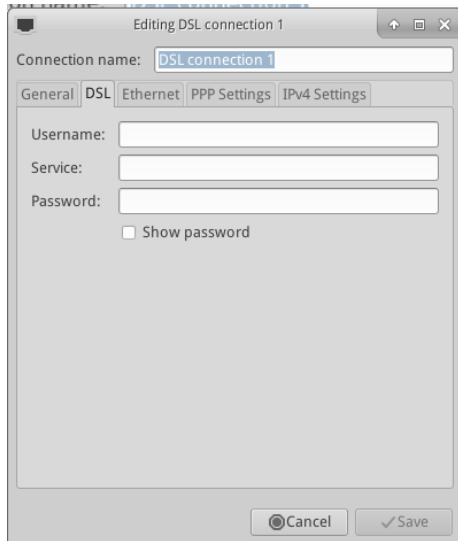 Editing DSL connection 1
Connection name: DSL connection 1
General DSL Ethernet PPP Settings IPv4 Settings
Username:
Service:
Password:
Show password
Cancel Save